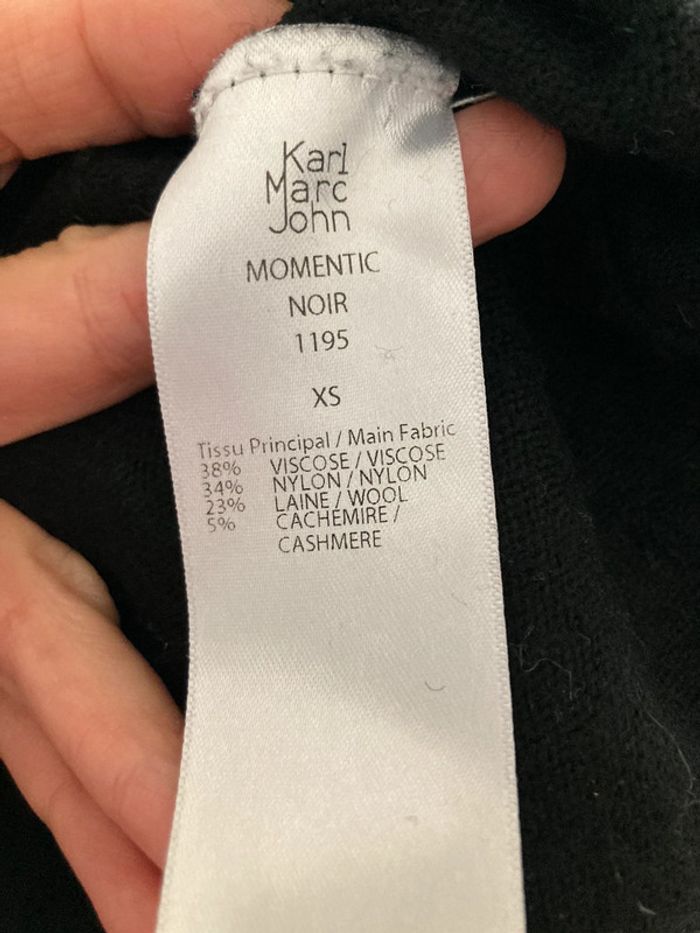 Karl
Marc
John
MOMENTIC
NOIR
1195
XS
Tissu Principal / Main Fabric
38% VISCOSE / VISCOSE
34% NYLON / NYLON
23% LAINE / WOOL
5% CACHEMIRE /
CASHMERE